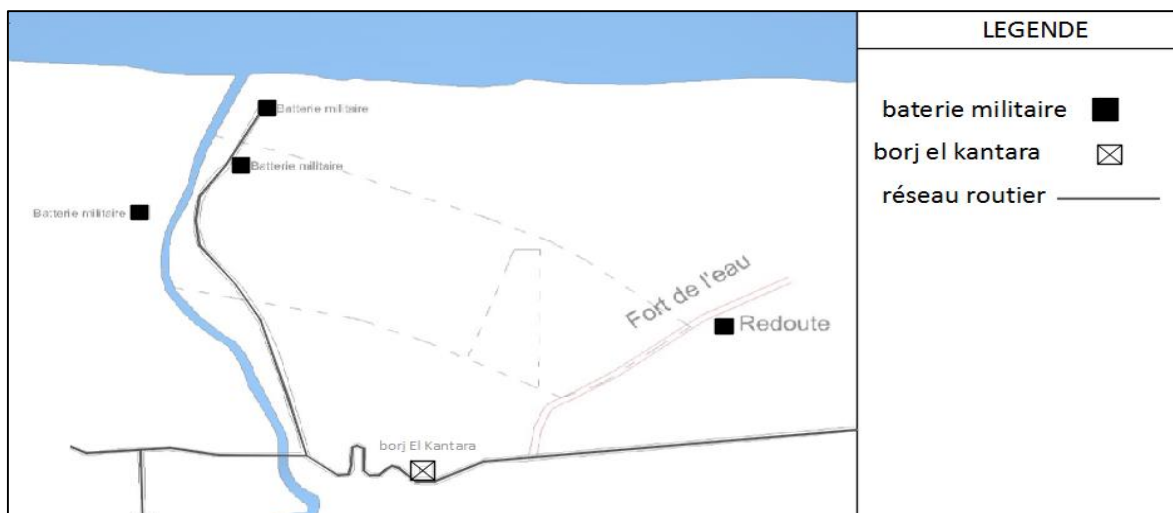 LEGENDE
Batterie militaire
baterie militaire
Batterie militaire
borj el kantara
réseau routier
Batterie militaire
Fort de l'eau
Redoute
borj El Kantara